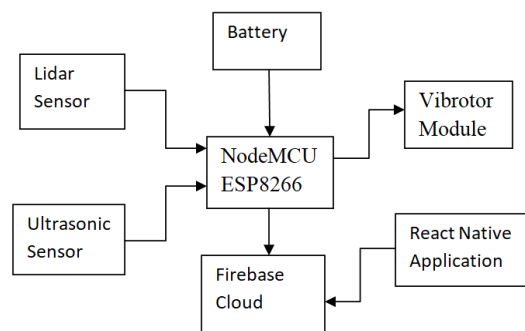 Battery
Lidar
Sensor
Vibrotor
Module
NodeMCU
ESP8266
Ultrasonic
Sensor
React Native
Application
Firebase
Cloud